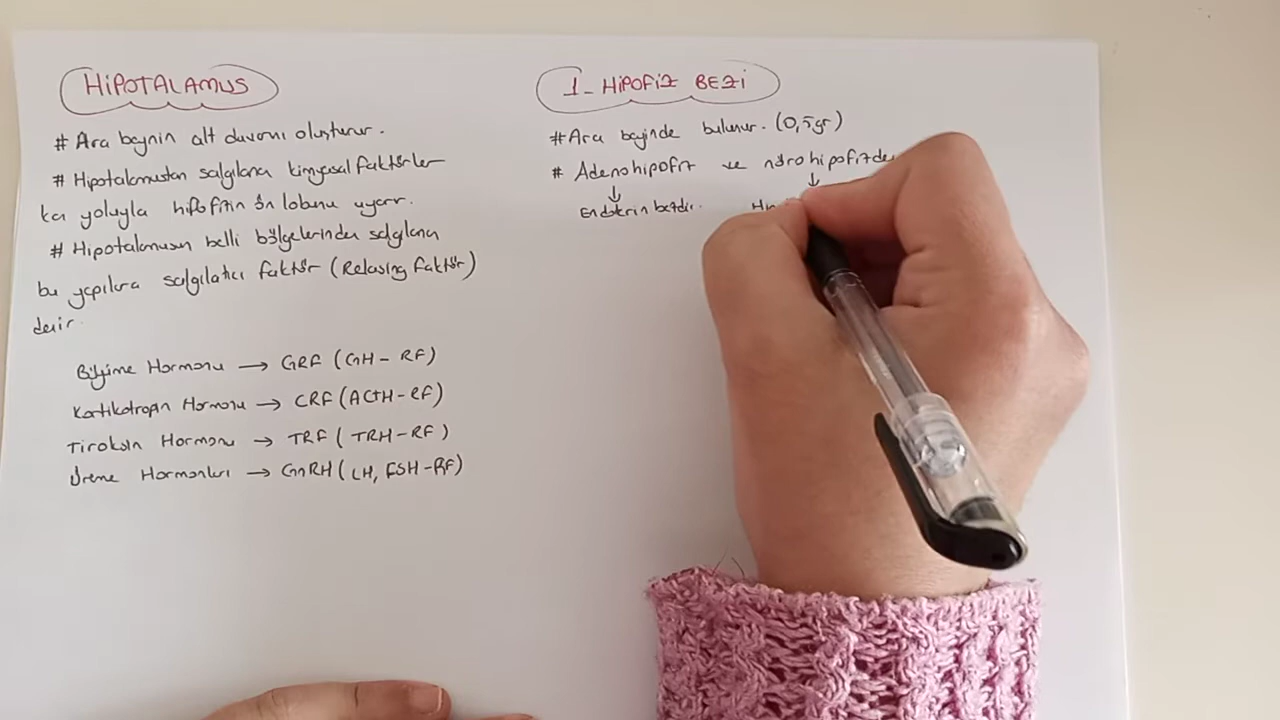 HİPOTALAMUS
# Ara beynin alt duvarını oluşturur.
# Hipotalamustan salgılanan kimyasal faktörler
kan yoluyla hipofizin ön lobunu uyarır.
# Hipotalamusun belli bölgelerinden salgılanan
bu yapılara salgılatıcı faktör (Relasing faktör)
denir.
Büyüme Hormonu → GRF (GH - RF)
Kortikotropin Hormonu → CRF (ACTH - RF)
Tiroksin Hormonu → TRF ( TRH - RF)
Üreme Hormonları → GnRH ( LH, FSH - RF)
1 - HİPOFİZ BEZİ
# Ara beyinde bulunur. (0,5gr)
# Adenohipofiz ve nörohipofizde
↓ ↓
Endokrin bezdir.